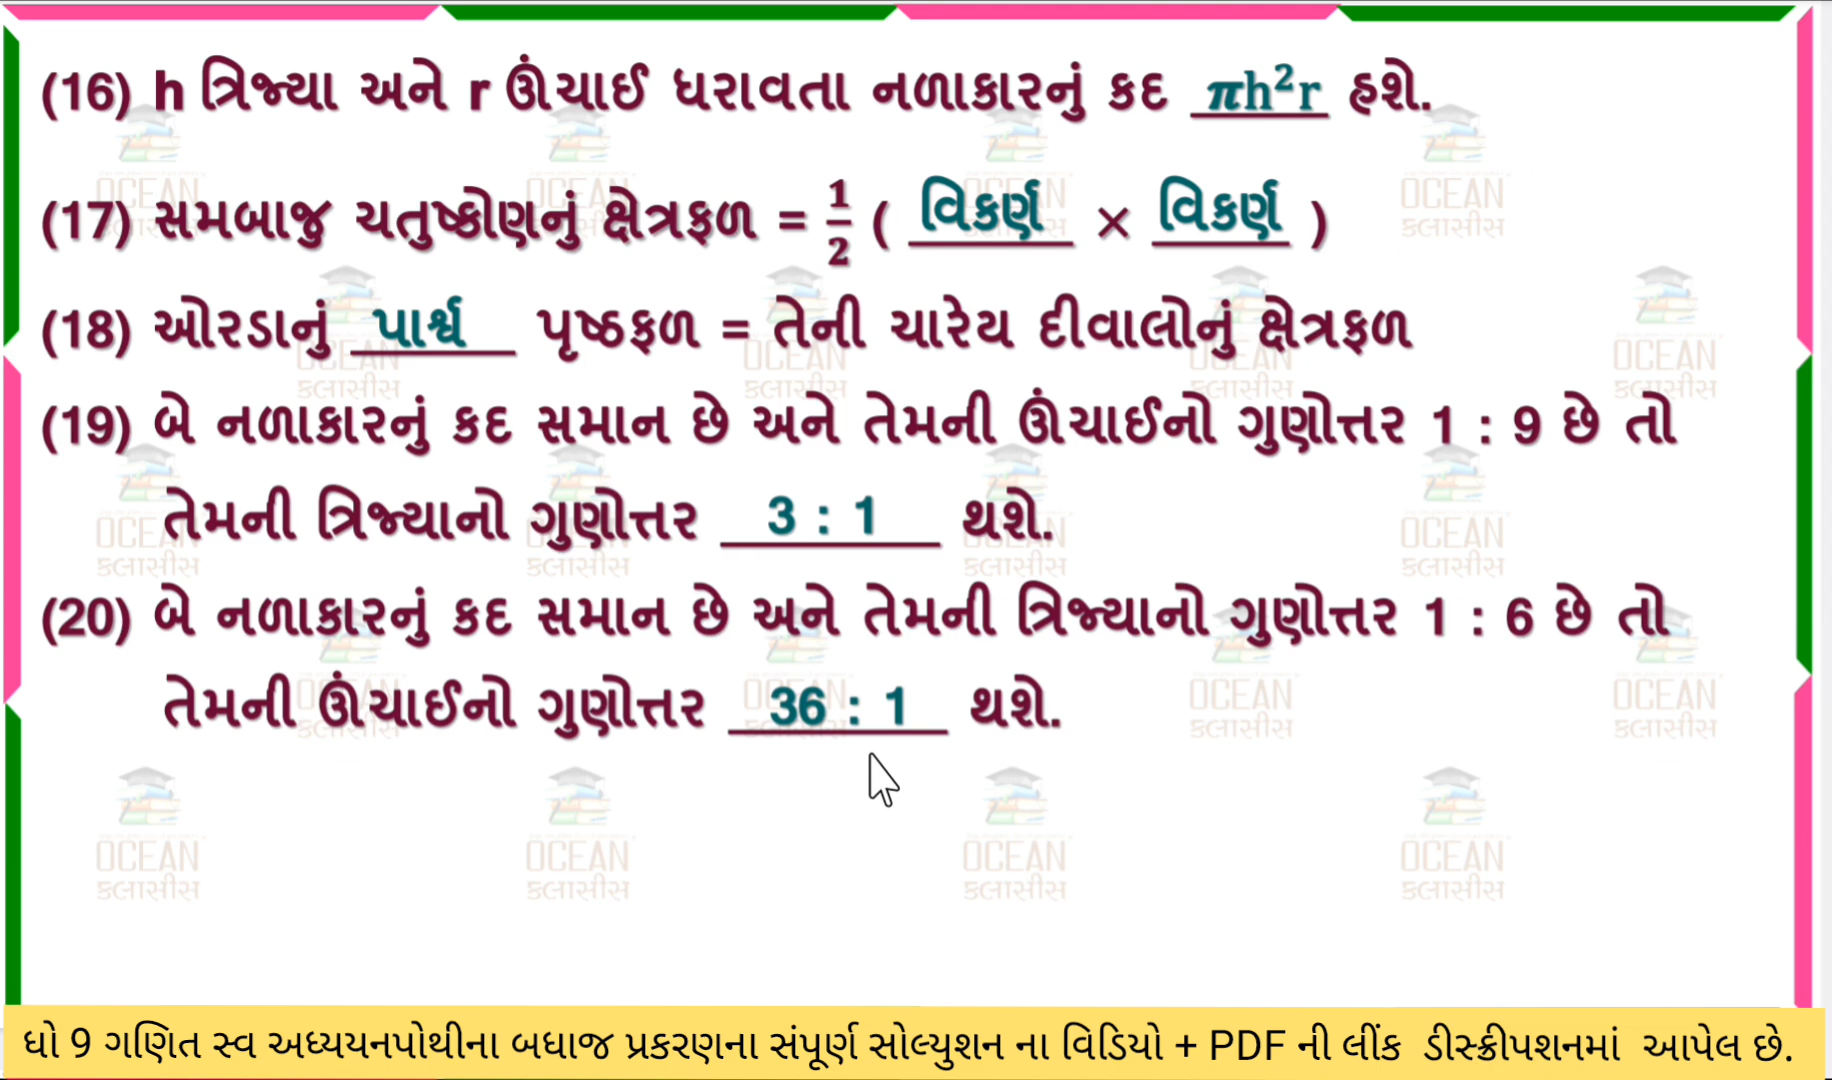 (16) h ત્રિજ્યા અને r ઊંચાઈ ધરાવતા નળાકારનું કદ πh²r હશે.
(17) સમબાજુ ચતુષ્કોણનું ક્ષેત્રફળ = 1/2 ( વિકર્ણ × વિકર્ણ )
(18) ઓરડાનું પાર્શ્વ પૃષ્ઠફળ = તેની ચારેય દીવાલોનું ક્ષેત્રફળ
(19) બે નળાકારનું કદ સમાન છે અને તેમની ઊંચાઈનો ગુણોત્તર 1 : 9 છે તો
તેમની ત્રિજ્યાનો ગુણોત્તર 3 : 1 થશે.
(20) બે નળાકારનું કદ સમાન છે અને તેમની ત્રિજ્યાનો ગુણોત્તર 1 : 6 છે તો
તેમની ઊંચાઈનો ગુણોત્તર 36 : 1 થશે.
OCEAN
ક્લાસીસ
ધો 9 ગણિત સ્વ અધ્યયનપોથીના બધાજ પ્રકરણના સંપૂર્ણ સોલ્યુશન ના વિડિયો + PDF ની લીંક ડીસ્ક્રીપશનમાં આપેલ છે.